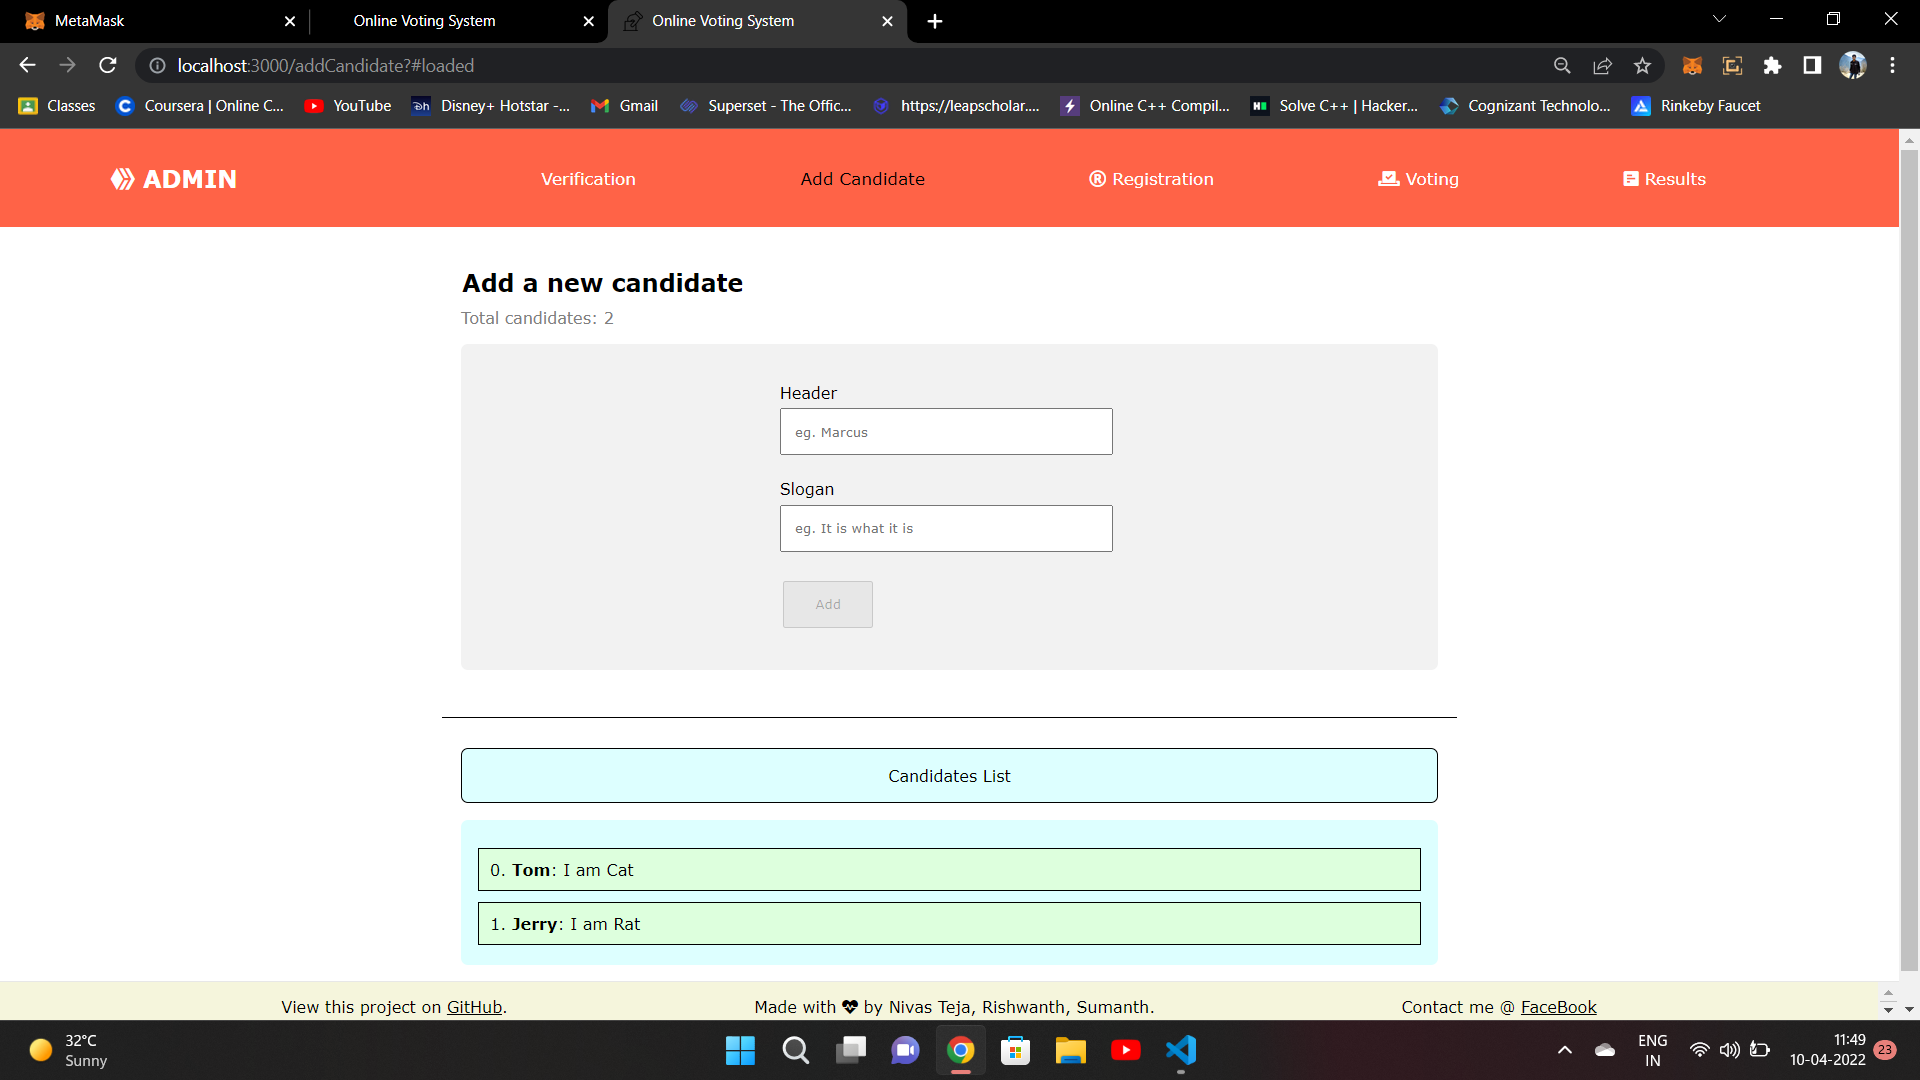 MetaMask
Online Voting System
Online Voting System
localhost:3000/addCandidate?#loaded
Classes
Coursera | Online C...
YouTube
Disney+ Hotstar -...
Gmail
Superset - The Offic...
https://leapscholar....
Online C++ Compil...
Solve C++ | Hacker...
Cognizant Technolo...
Rinkeby Faucet
ADMIN
Verification
Add Candidate
Registration
Voting
Results
Add a new candidate
Total candidates: 2
Header
eg. Marcus
Slogan
eg. It is what it is
Add
Candidates List
0. Tom: I am Cat
1. Jerry: I am Rat
View this project on GitHub.
Made with by Nivas Teja, Rishwanth, Sumanth.
Contact me @ FaceBook
32°C
Sunny
ENG
IN
11:49
10-04-2022
23